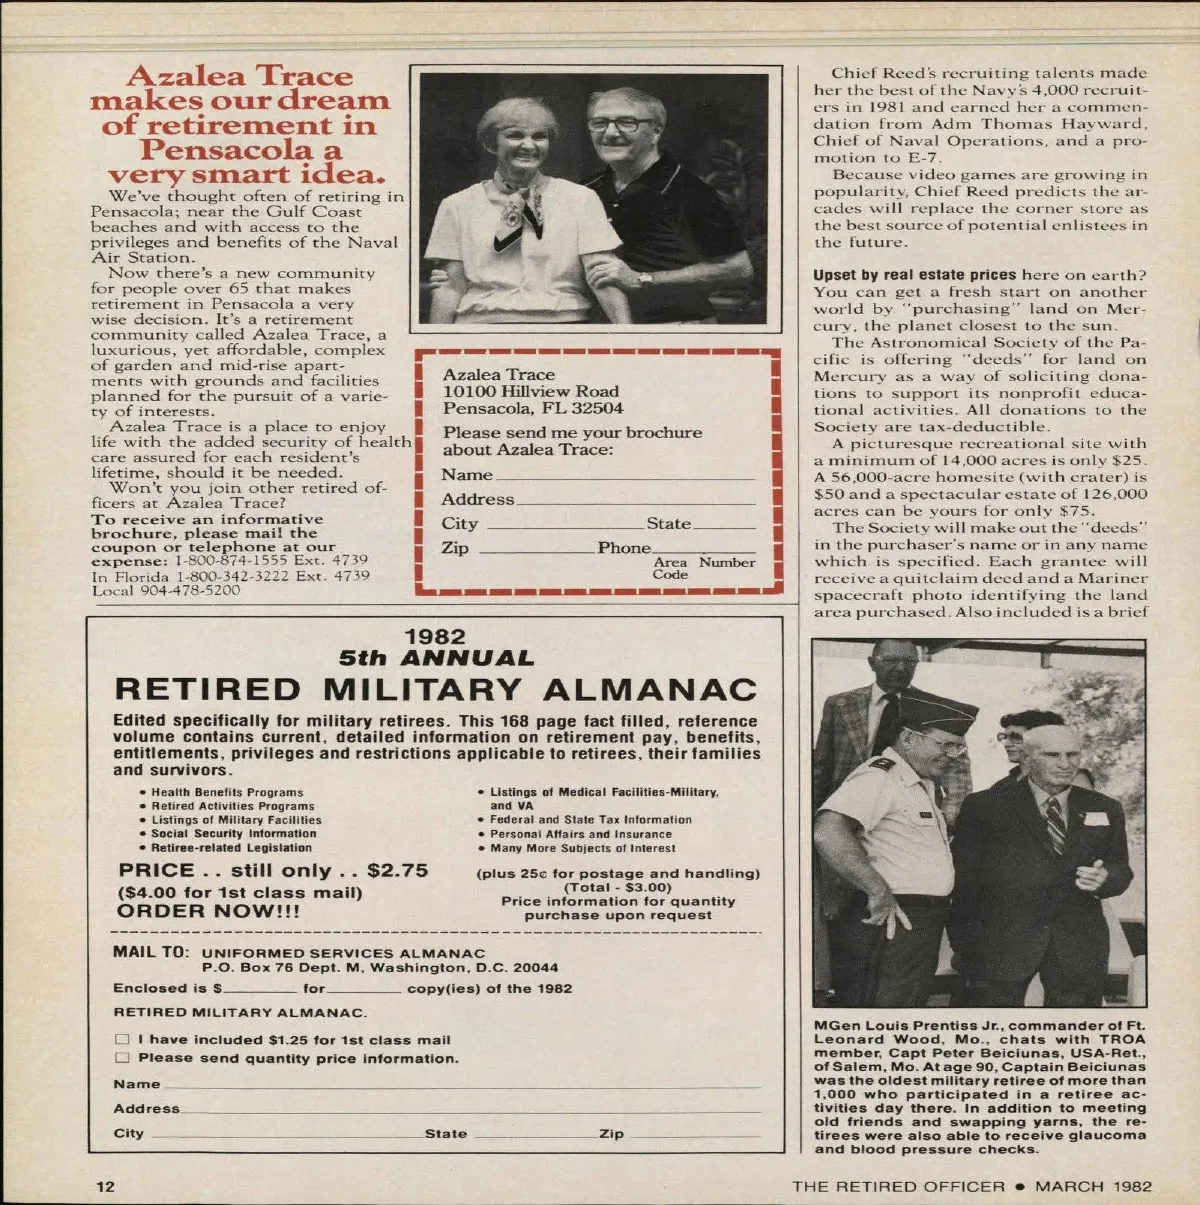 Azalea Trace
makes our dream
of retirement in
Pensacola a
very smart idea.
We've thought often of retiring in
Pensacola; near the Gulf Coast
beaches and with access to the
privileges and benefits of the Naval
Air Station.
Now there's a new community
for people over 65 that makes
retirement in Pensacola a very
wise decision. It's a retirement
community called Azalea Trace, a
luxurious, yet affordable, complex
of garden and mid-rise apart-
ments with grounds and facilities
planned for the pursuit of a varie-
ty of interests.
Azalea Trace is a place to enjoy
life with the added security of health
care assured for each resident's
lifetime, should it be needed.
Won't you join other retired of-
ficers at Azalea Trace?
To receive an informative
brochure, please mail the
coupon or telephone at our
expense: 1-800-874-1555 Ext. 4739
In Florida 1-800-342-3222 Ext. 4739
Local 904-478-5200
Azalea Trace
10100 Hillview Road
Pensacola, FL 32504
Please send me your brochure
about Azalea Trace:
Name
Address
City State
Zip Phone
Area Number
Code
1982
5th ANNUAL
RETIRED MILITARY ALMANAC
Edited specifically for military retirees. This 168 page fact filled, reference
volume contains current, detailed information on retirement pay, benefits,
entitlements, privileges and restrictions applicable to retirees, their families
and survivors.
• Health Benefits Programs
• Retired Activities Programs
• Listings of Military Facilities
• Social Security Information
• Retiree-related Legislation
• Listings of Medical Facilities-Military,
and VA
• Federal and State Tax Information
• Personal Affairs and Insurance
• Many More Subjects of Interest
PRICE . . still only . . $2.75
($4.00 for 1st class mail)
ORDER NOW!!!
(plus 25¢ for postage and handling)
(Total - $3.00)
Price information for quantity
purchase upon request
MAIL TO: UNIFORMED SERVICES ALMANAC
P.O. Box 76 Dept. M, Washington, D.C. 20044
Enclosed is $ for copy(ies) of the 1982
RETIRED MILITARY ALMANAC.
☐ I have included $1.25 for 1st class mail
☐ Please send quantity price information.
Name
Address
City State Zip
Chief Reed's recruiting talents made
her the best of the Navy's 4,000 recruit-
ers in 1981 and earned her a commen-
dation from Adm Thomas Hayward,
Chief of Naval Operations, and a pro-
motion to E-7.
Because video games are growing in
popularity, Chief Reed predicts the ar-
cades will replace the corner store as
the best source of potential enlistees in
the future.
Upset by real estate prices here on earth?
You can get a fresh start on another
world by "purchasing" land on Mer-
cury, the planet closest to the sun.
The Astronomical Society of the Pa-
cific is offering "deeds" for land on
Mercury as a way of soliciting dona-
tions to support its nonprofit educa-
tional activities. All donations to the
Society are tax-deductible.
A picturesque recreational site with
a minimum of 14,000 acres is only $25.
A 56,000-acre homesite (with crater) is
$50 and a spectacular estate of 126,000
acres can be yours for only $75.
The Society will make out the "deeds"
in the purchaser's name or in any name
which is specified. Each grantee will
receive a quitclaim deed and a Mariner
spacecraft photo identifying the land
area purchased. Also included is a brief
MGen Louis Prentiss Jr., commander of Ft.
Leonard Wood, Mo., chats with TROA
member, Capt Peter Beiciunas, USA-Ret.,
of Salem, Mo. At age 90, Captain Beiciunas
was the oldest military retiree of more than
1,000 who participated in a retiree ac-
tivities day there. In addition to meeting
old friends and swapping yarns, the re-
tirees were also able to receive glaucoma
and blood pressure checks.
12
THE RETIRED OFFICER • MARCH 1982